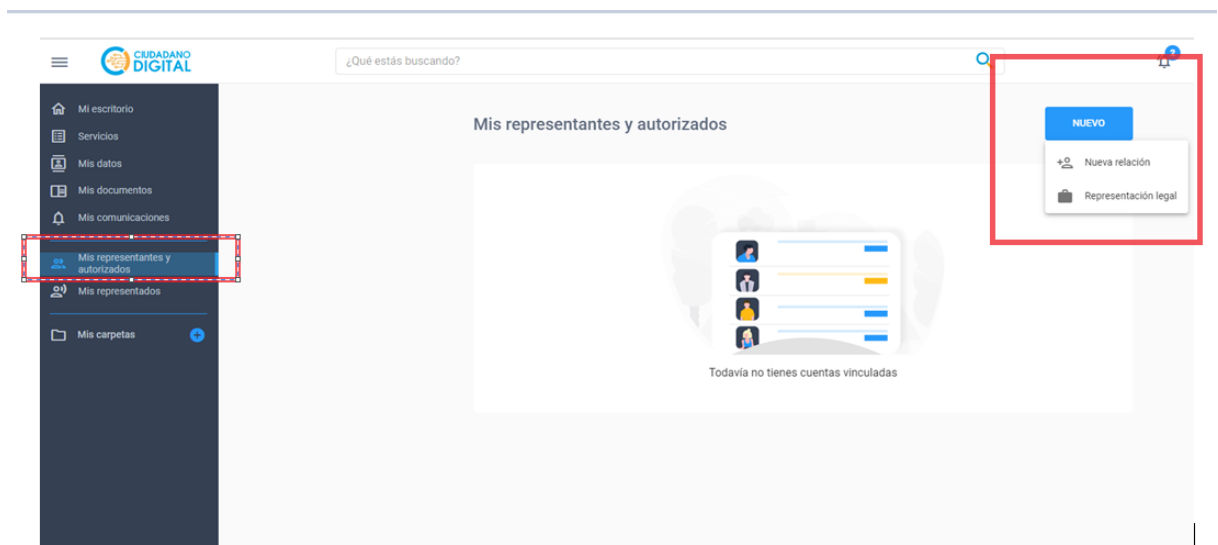 CIUDADANO
DIGITAL
¿Qué estás buscando?
2
Mi escritorio
Servicios
Mis datos
Mis documentos
Mis comunicaciones
Mis representantes y
autorizados
Mis representados
Mis carpetas
Mis representantes y autorizados
NUEVO
Nueva relación
Representación legal
Todavía no tienes cuentas vinculadas